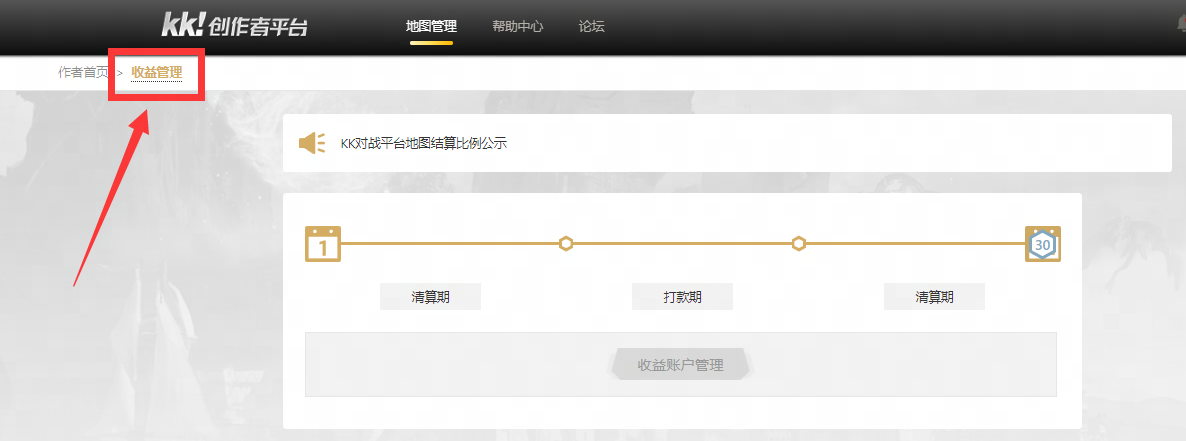 kk! 创作者平台 地图管理 帮助中心 论坛
作者首页 > 收益管理
KK对战平台地图结算比例公示
1 30
清算期 打款期 清算期
收益账户管理